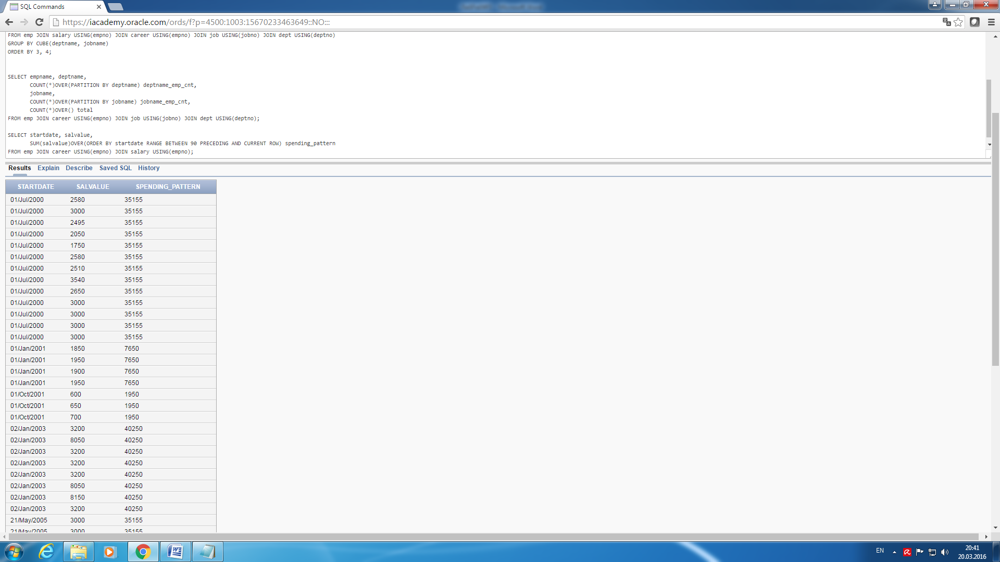 SQL Commands
https://iacademy.oracle.com/ords/f?p=4500:1003:15670233463649::NO:::
FROM emp JOIN salary USING(empno) JOIN career USING(empno) JOIN job USING(jobno) JOIN dept USING(deptno)
GROUP BY CUBE(deptname, jobname)
ORDER BY 3, 4;
SELECT empname, deptname,
COUNT(*)OVER(PARTITION BY deptname) deptname_emp_cnt,
jobname,
COUNT(*)OVER(PARTITION BY jobname) jobname_emp_cnt,
COUNT(*)OVER() total
FROM emp JOIN career USING(empno) JOIN job USING(jobno) JOIN dept USING(deptno);
SELECT startdate, salvalue,
SUM(salvalue)OVER(ORDER BY startdate RANGE BETWEEN 90 PRECEDING AND CURRENT ROW) spending_pattern
FROM emp JOIN career USING(empno) JOIN salary USING(empno);
Results Explain Describe Saved SQL History
STARTDATE SALVALUE SPENDING_PATTERN
01/Jul/2000 2580 35155
01/Jul/2000 3000 35155
01/Jul/2000 2495 35155
01/Jul/2000 2050 35155
01/Jul/2000 1750 35155
01/Jul/2000 2580 35155
01/Jul/2000 2510 35155
01/Jul/2000 3540 35155
01/Jul/2000 2650 35155
01/Jul/2000 3000 35155
01/Jul/2000 3000 35155
01/Jul/2000 3000 35155
01/Jul/2000 3000 35155
01/Jan/2001 1850 7650
01/Jan/2001 1950 7650
01/Jan/2001 1900 7650
01/Jan/2001 1950 7650
01/Oct/2001 600 1950
01/Oct/2001 650 1950
01/Oct/2001 700 1950
02/Jan/2003 3200 40250
02/Jan/2003 8050 40250
02/Jan/2003 3200 40250
02/Jan/2003 3200 40250
02/Jan/2003 3200 40250
02/Jan/2003 8050 40250
02/Jan/2003 8150 40250
02/Jan/2003 3200 40250
21/May/2005 3000 35155
21/May/2005 3000 35155
EN
20:41
20.03.2016